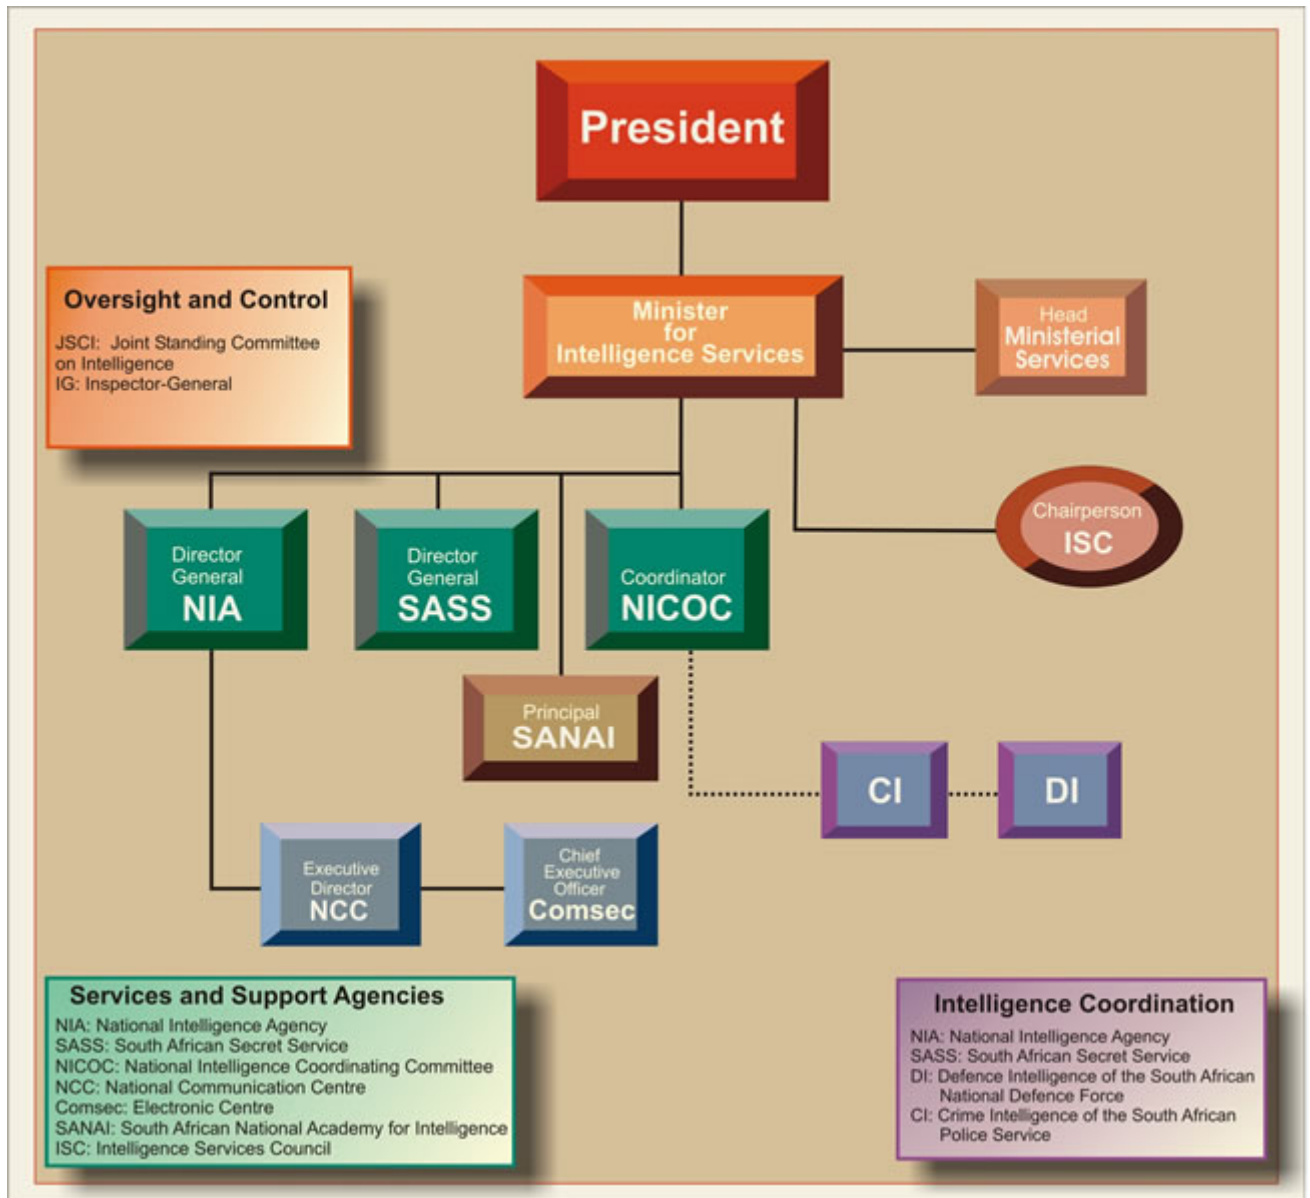 President
Minister
for
Intelligence Services
Head
Ministerial
Services
Oversight and Control
JSCI:  Joint Standing Committee
on Intelligence
IG: Inspector-General
Chairperson
ISC
Director
General
NIA
Director
General
SASS
Coordinator
NICOC
Principal
SANAI
CI
DI
Executive
Director
NCC
Chief
Executive
Officer
Comsec
Services and Support Agencies
NIA: National Intelligence Agency
SASS: South African Secret Service
NICOC: National Intelligence Coordinating Committee
NCC: National Communication Centre
Comsec: Electronic Centre
SANAI: South African National Academy for Intelligence
ISC: Intelligence Services Council
Intelligence Coordination
NIA: National Intelligence Agency
SASS: South African Secret Service
DI: Defence Intelligence of the South African
National Defence Force
CI: Crime Intelligence of the South African
Police Service